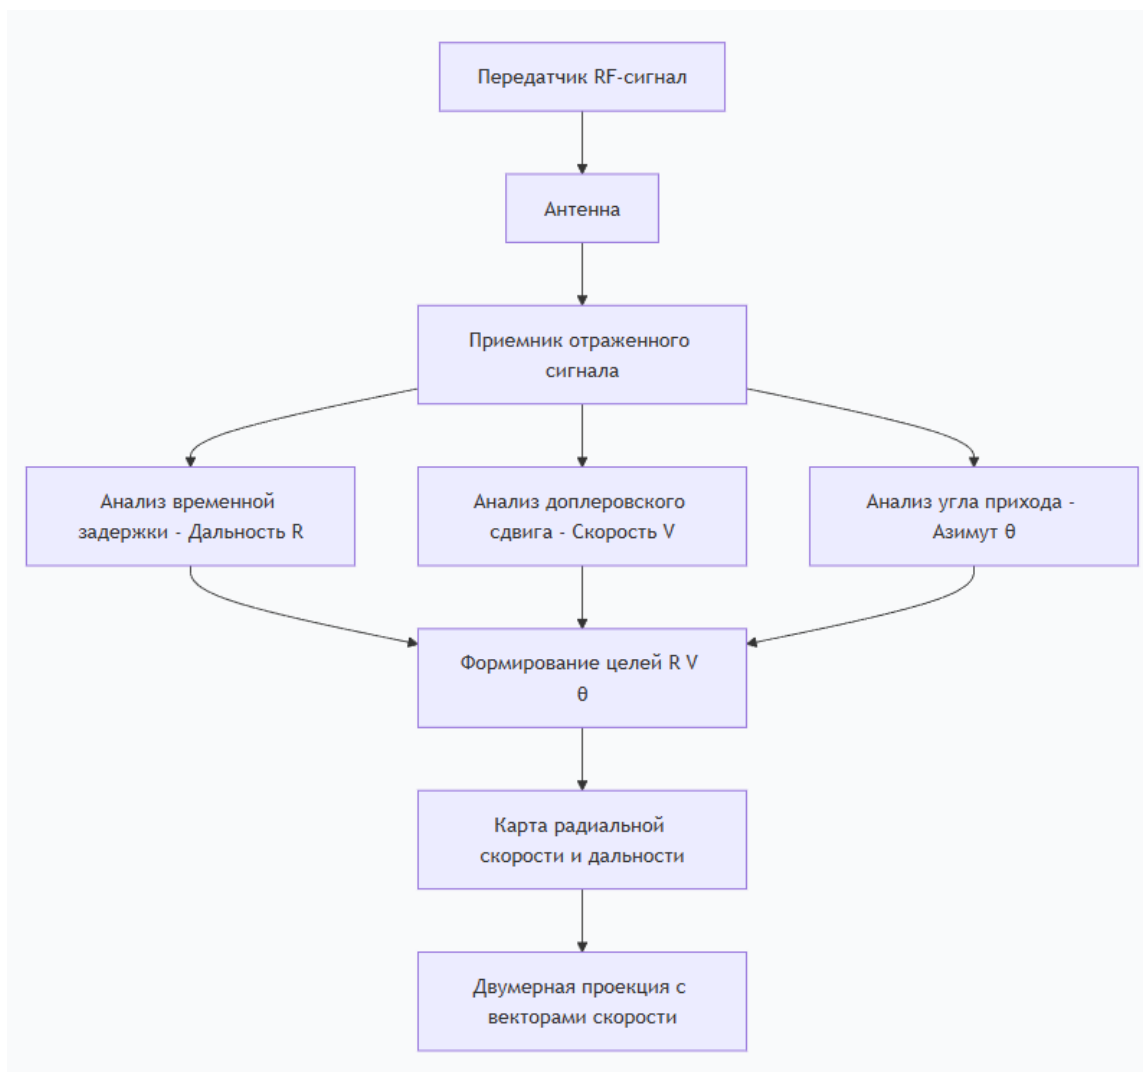 Передатчик RF-сигнал
Антенна
Приемник отраженного
сигнала
Анализ временной
задержки - Дальность R
Анализ доплеровского
сдвига - Скорость V
Анализ угла прихода -
Азимут θ
Формирование целей R V
θ
Карта радиальной
скорости и дальности
Двумерная проекция с
векторами скорости